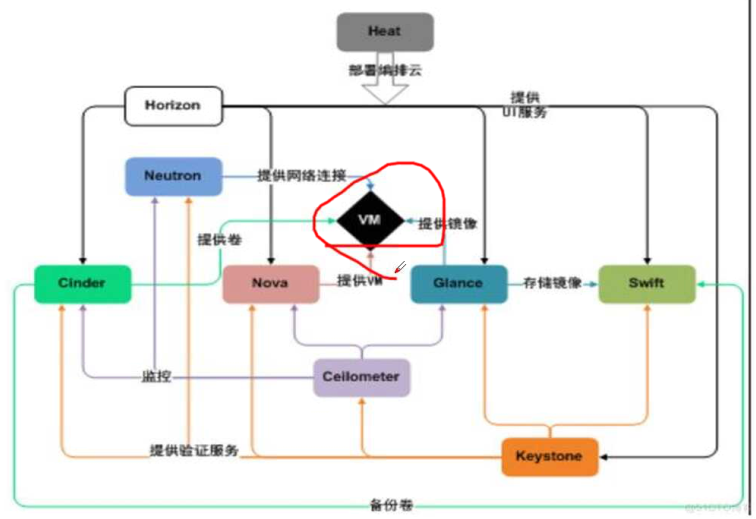 Heat
部署编排云
Horizon
提供
UI服务
Neutron
提供网络连接
VM
提供镜像
提供卷
Cinder
Nova
提供VM
Glance
存储镜像
Swift
监控
Ceilometer
提供验证服务
Keystone
备份卷